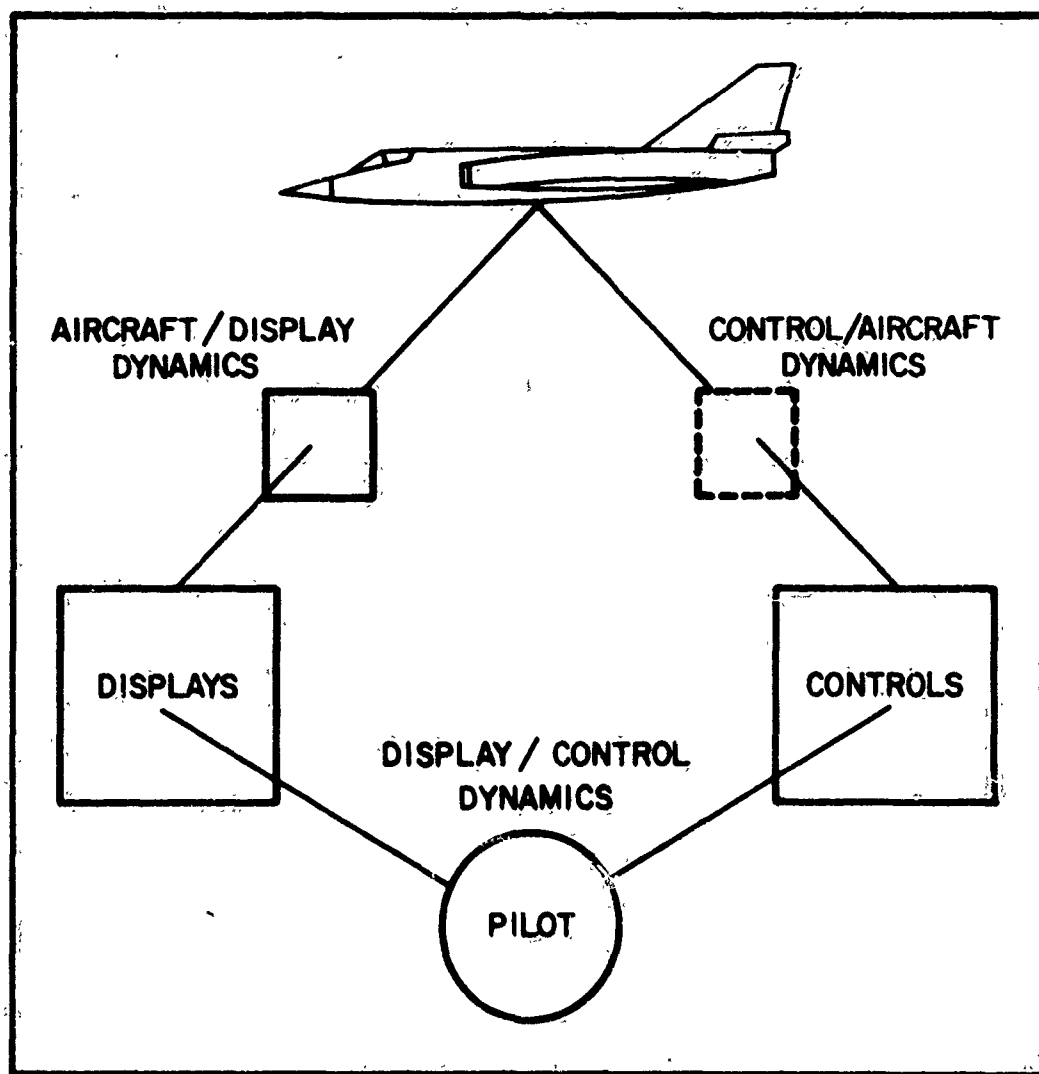 AIRCRAFT / DISPLAY
DYNAMICS
CONTROL/AIRCRAFT
DYNAMICS
DISPLAYS
CONTROLS
DISPLAY / CONTROL
DYNAMICS
PILOT